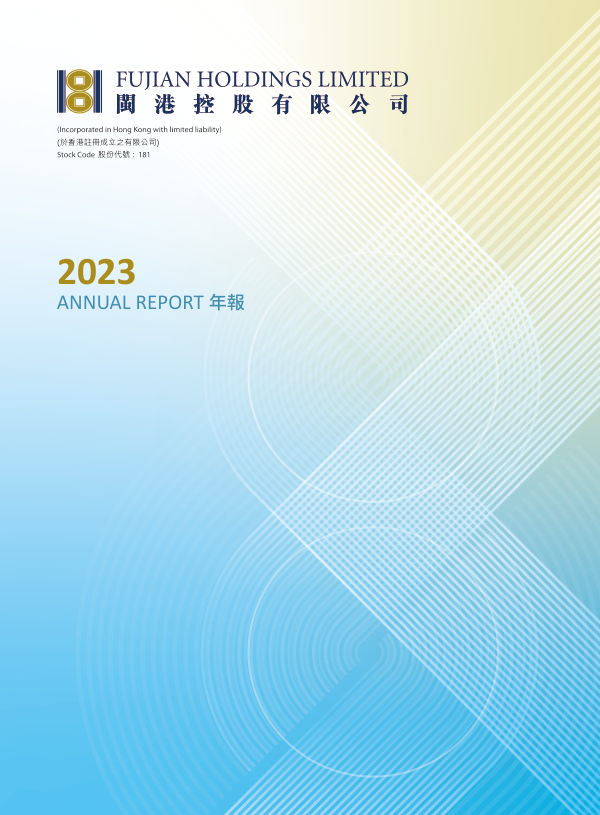 FUJIAN HOLDINGS LIMITED
閩港控股有限公司
(Incorporated in Hong Kong with limited liability)
(於香港註冊成立之有限公司)
Stock Code 股份代號：181
2023
ANNUAL REPORT 年報